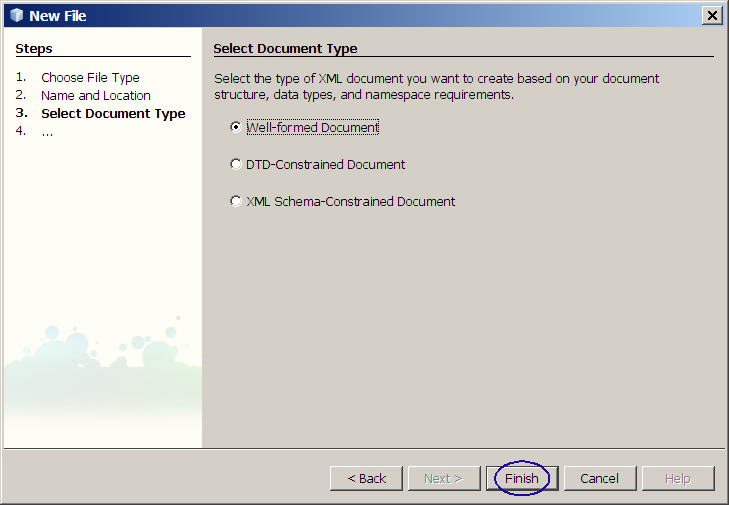 New File
Steps
1. Choose File Type
2. Name and Location
3. Select Document Type
4. ...
Select Document Type
Select the type of XML document you want to create based on your document
structure, data types, and namespace requirements.
Well-formed Document
DTD-Constrained Document
XML Schema-Constrained Document
< Back Next > Finish Cancel Help